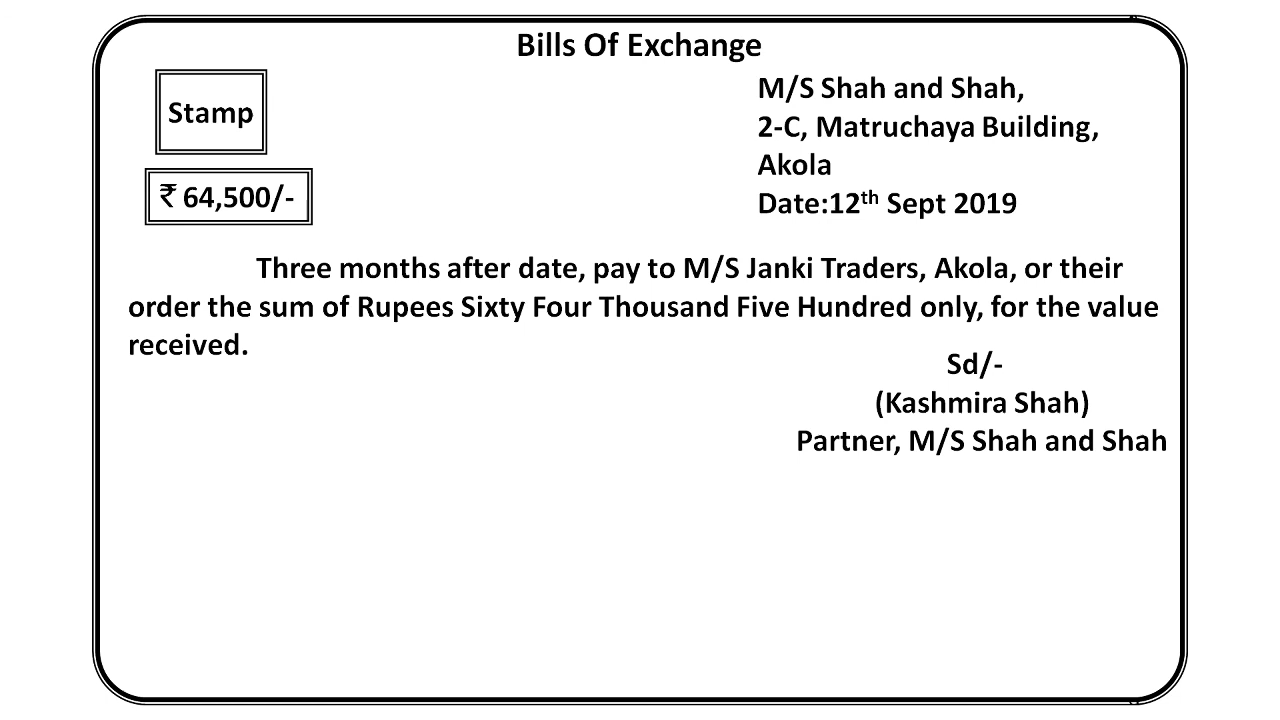 Bills Of Exchange
Stamp
₹ 64,500/-
M/S Shah and Shah,
2-C, Matruchaya Building,
Akola
Date:12th Sept 2019
Three months after date, pay to M/S Janki Traders, Akola, or their
order the sum of Rupees Sixty Four Thousand Five Hundred only, for the value
received.
Sd/-
(Kashmira Shah)
Partner, M/S Shah and Shah